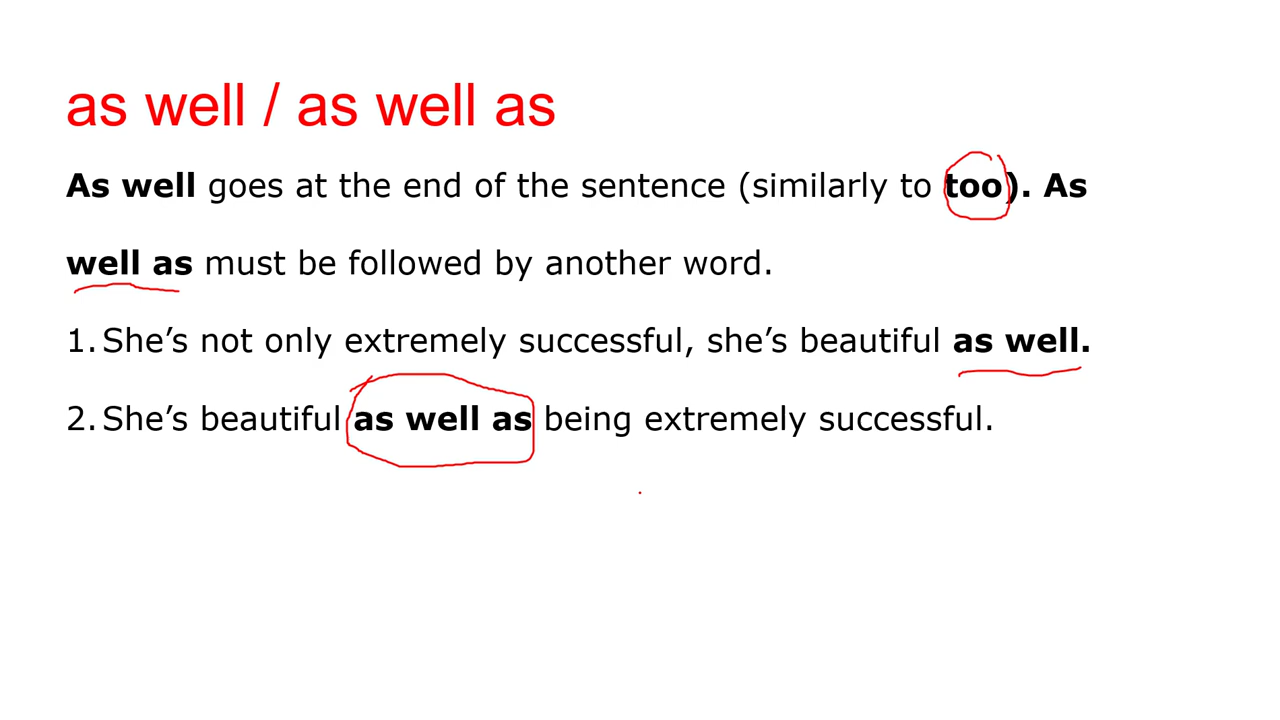 as well / as well as
As well goes at the end of the sentence (similarly to too). As
well as must be followed by another word.
1. She’s not only extremely successful, she’s beautiful as well.
2. She’s beautiful as well as being extremely successful.